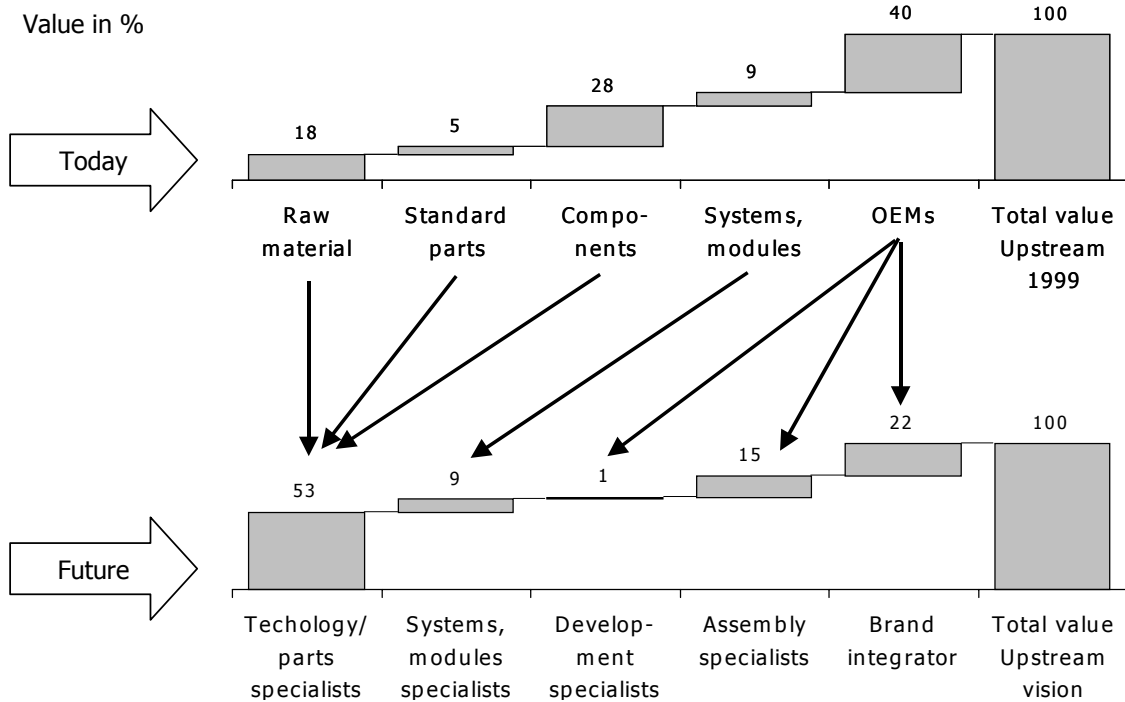 Value in %
40
100
28
9
18
5
Today
Raw
material
Standard
parts
Compo-
nents
Systems,
modules
OEMs
Total value
Upstream
1999
22
100
15
53
9
1
Future
Techology/
parts
specialists
Systems,
modules
specialists
Develop-
ment
specialists
Assembly
specialists
Brand
integrator
Total value
Upstream
vision